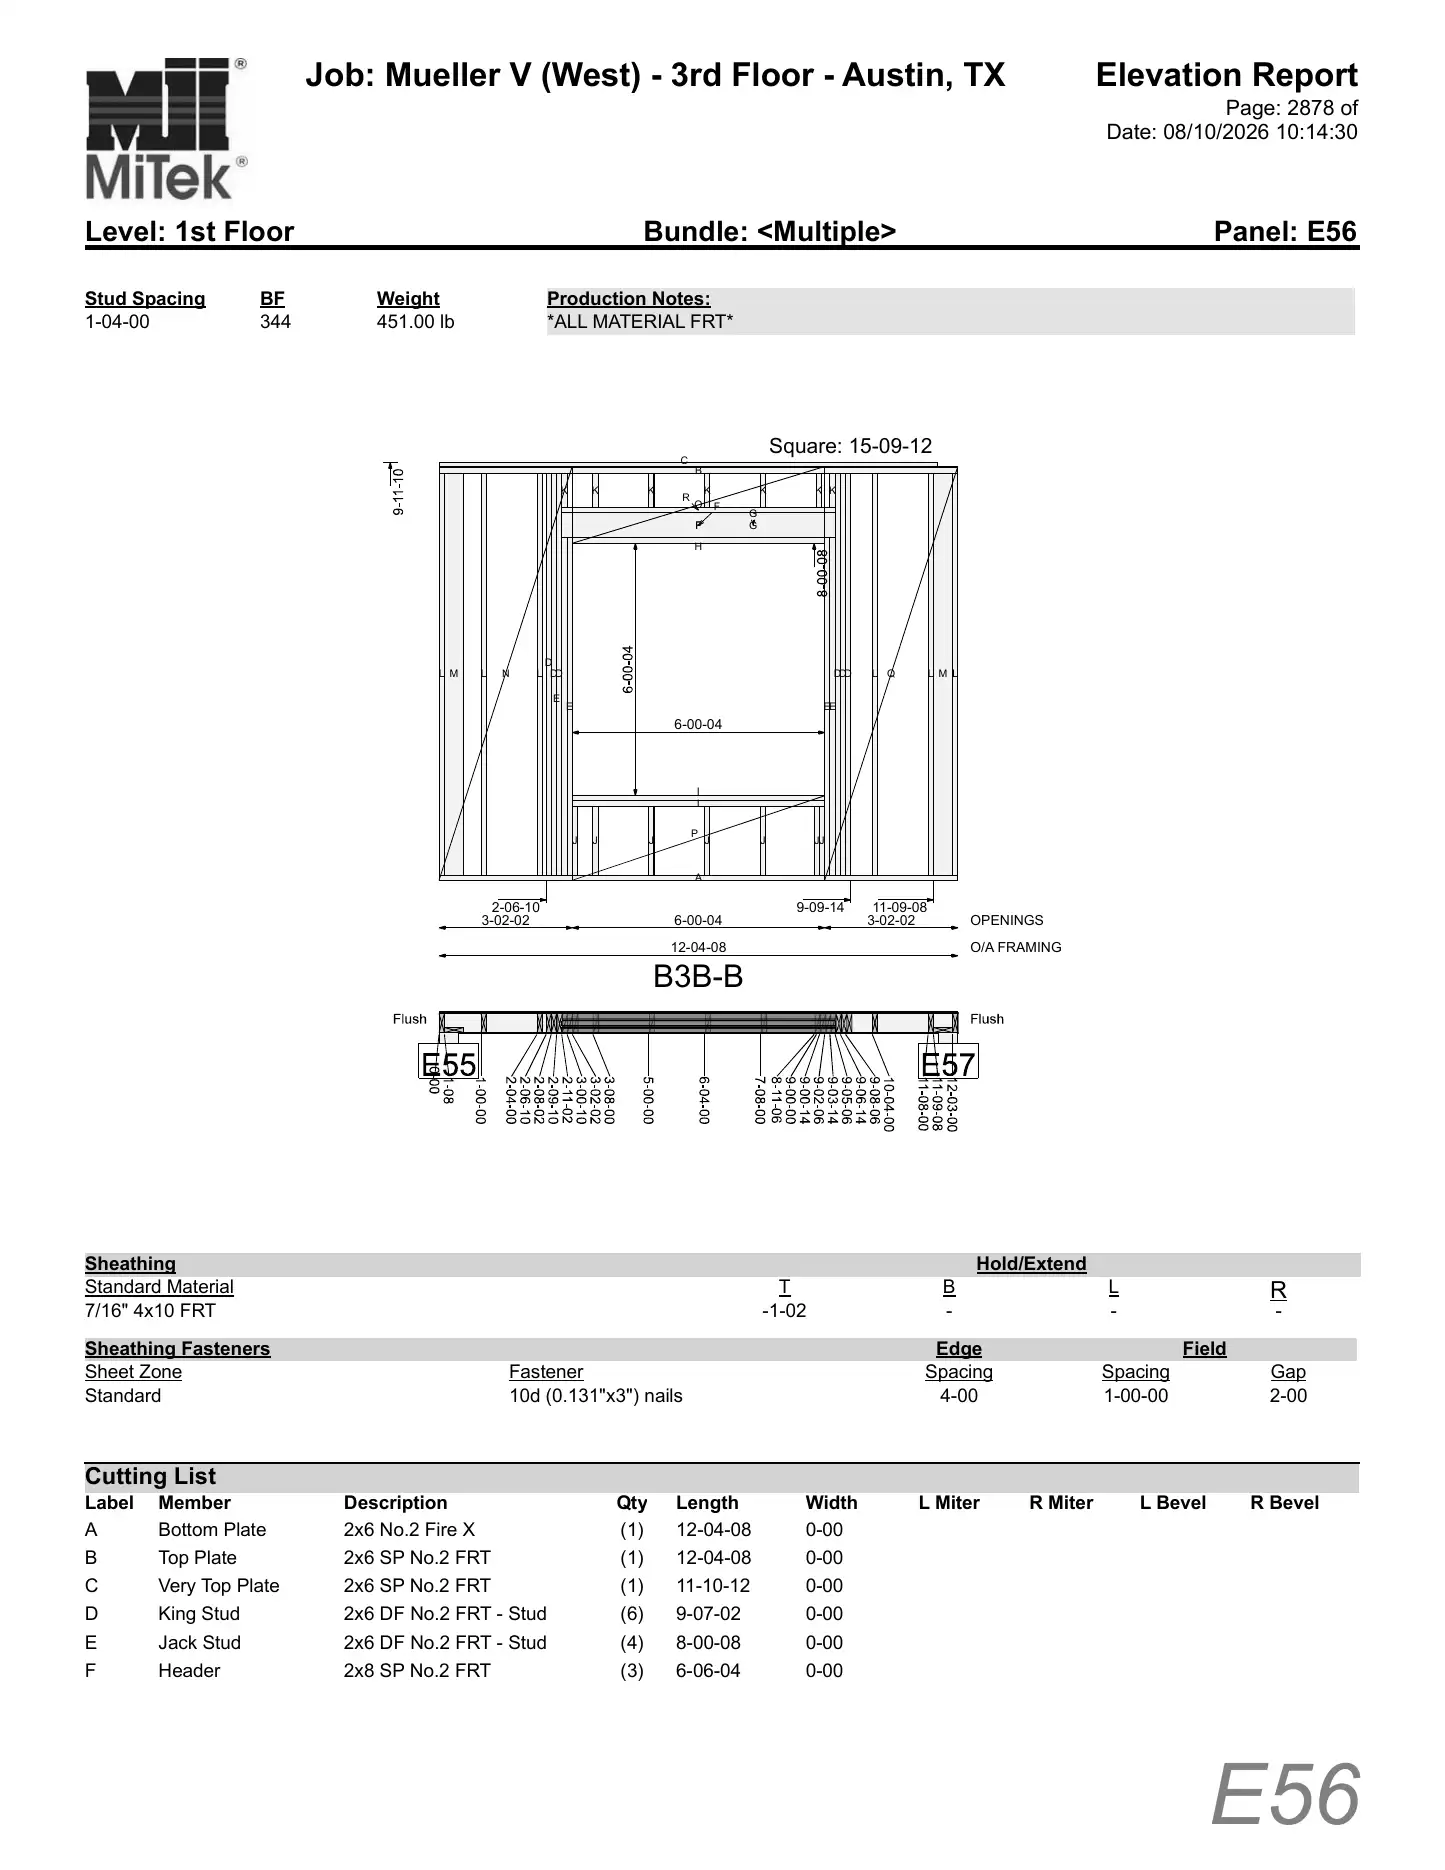 Job: Mueller V (West) - 3rd Floor - Austin, TX
Elevation Report
Page: 2878 of
Date: 08/10/2026 10:14:30
MiTek®
Level: 1st Floor Bundle: <Multiple> Panel: E56
Stud Spacing BF Weight Production Notes:
1-04-00 344 451.00 lb *ALL MATERIAL FRT*
Square: 15-09-12
9-11-10
C
B
K K K K K K K
R O F
F G
G
H
8-00-08
6-00-04
L M L N L D
E
E
L Q L M L
6-00-04
I
I
P
J J J J J J J
A
2-06-10 9-09-14 11-09-08
3-02-02 6-00-04 3-02-02 OPENINGS
12-04-08 O/A FRAMING
B3B-B
Flush Flush
E55 E57
1-08 1-00-00 2-04-00 2-06-10 2-08-02 2-09-10 2-11-02 3-00-10 3-02-02 3-08-00 5-00-00 6-04-00 7-08-00 8-11-06 9-00-00 9-00-14 9-02-06 9-03-14 9-05-06 9-06-14 9-08-06 10-04-00 11-08-00 11-09-08 12-03-00
Sheathing Hold/Extend
Standard Material T B L R
7/16" 4x10 FRT -1-02 - - -
Sheathing Fasteners Edge Field
Sheet Zone Fastener Spacing Spacing Gap
Standard 10d (0.131"x3") nails 4-00 1-00-00 2-00
Cutting List
Label Member Description Qty Length Width L Miter R Miter L Bevel R Bevel
A Bottom Plate 2x6 No.2 Fire X (1) 12-04-08 0-00
B Top Plate 2x6 SP No.2 FRT (1) 12-04-08 0-00
C Very Top Plate 2x6 SP No.2 FRT (1) 11-10-12 0-00
D King Stud 2x6 DF No.2 FRT - Stud (6) 9-07-02 0-00
E Jack Stud 2x6 DF No.2 FRT - Stud (4) 8-00-08 0-00
F Header 2x8 SP No.2 FRT (3) 6-06-04 0-00
E56